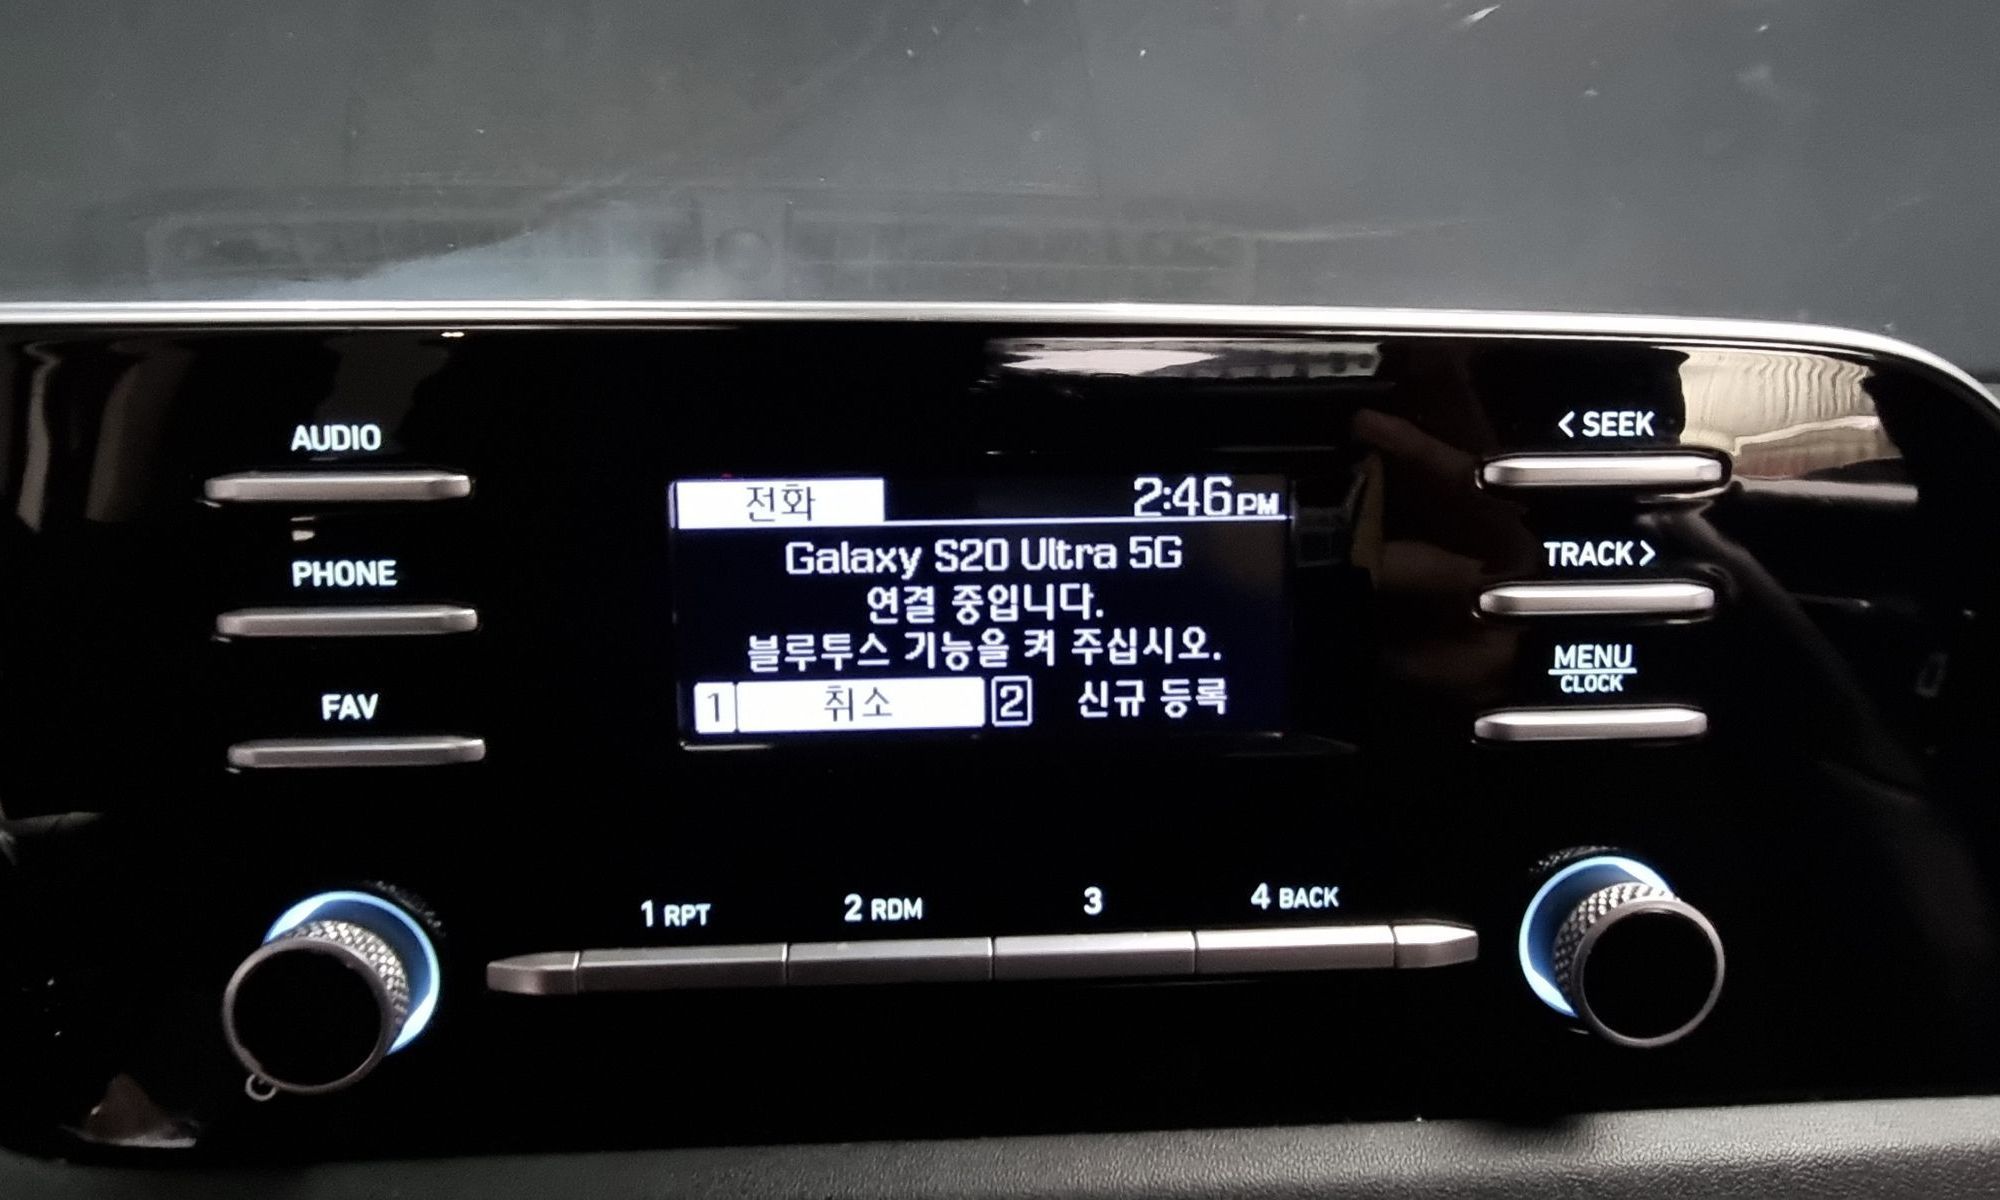 AUDIO
PHONE
FAV
전화 2:46 PM
Galaxy S20 Ultra 5G
연결 중입니다.
블루투스 기능을 켜 주십시오.
1 취소 2 신규 등록
< SEEK
TRACK >
MENU
CLOCK
1 RPT 2 RDM 3 4 BACK